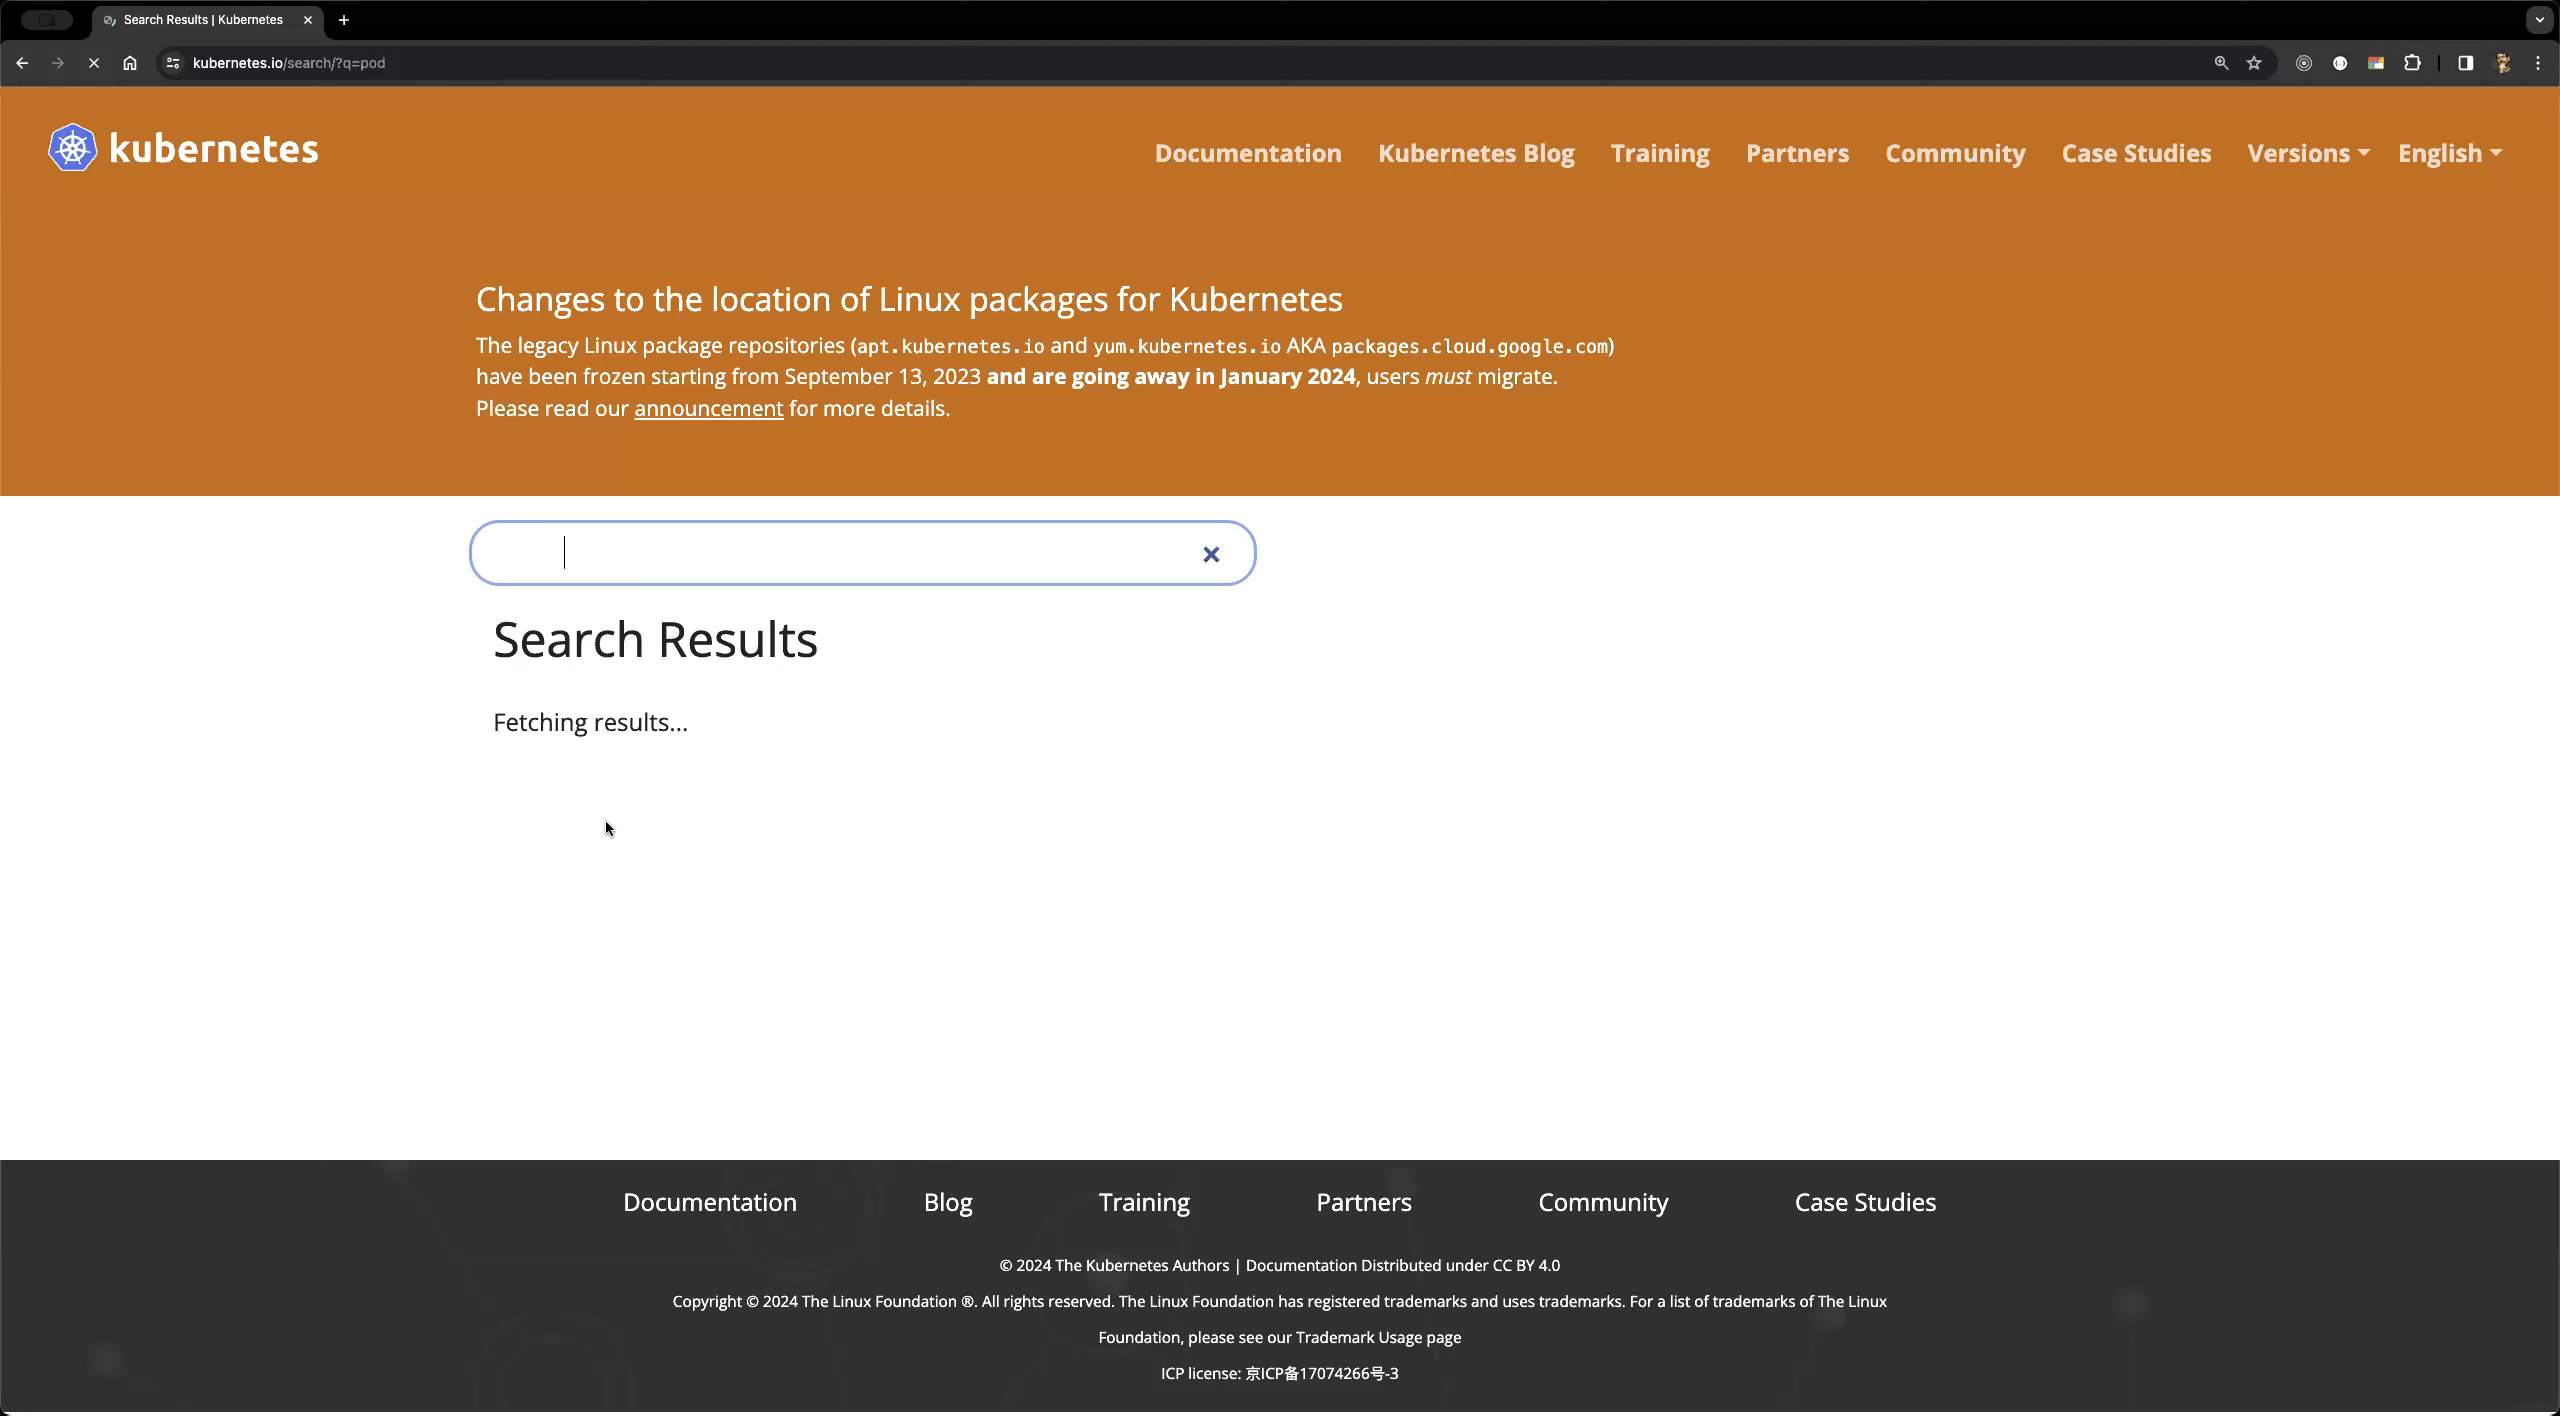 Search Results | Kubernetes
kubernetes.io/search/?q=pod
kubernetes
Documentation
Kubernetes Blog
Training
Partners
Community
Case Studies
Versions
English
Changes to the location of Linux packages for Kubernetes
The legacy Linux package repositories (apt.kubernetes.io and yum.kubernetes.io AKA packages.cloud.google.com)
have been frozen starting from September 13, 2023 and are going away in January 2024, users must migrate.
Please read our announcement for more details.
Search Results
Fetching results...
Documentation
Blog
Training
Partners
Community
Case Studies
© 2024 The Kubernetes Authors | Documentation Distributed under CC BY 4.0
Copyright © 2024 The Linux Foundation ®. All rights reserved. The Linux Foundation has registered trademarks and uses trademarks. For a list of trademarks of The Linux
Foundation, please see our Trademark Usage page
ICP license: 京ICP备17074266号-3